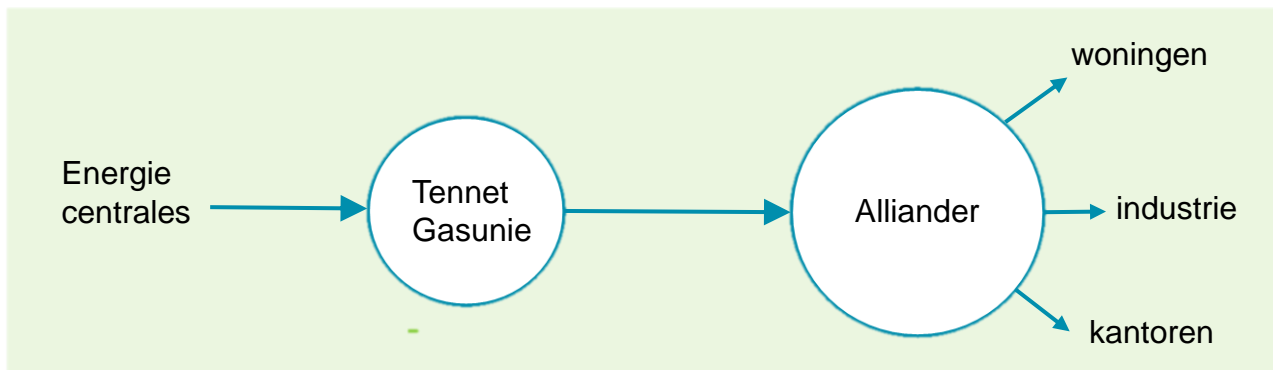 Energie
centrales
Tennet
Gasunie
Alliander
woningen
industrie
kantoren